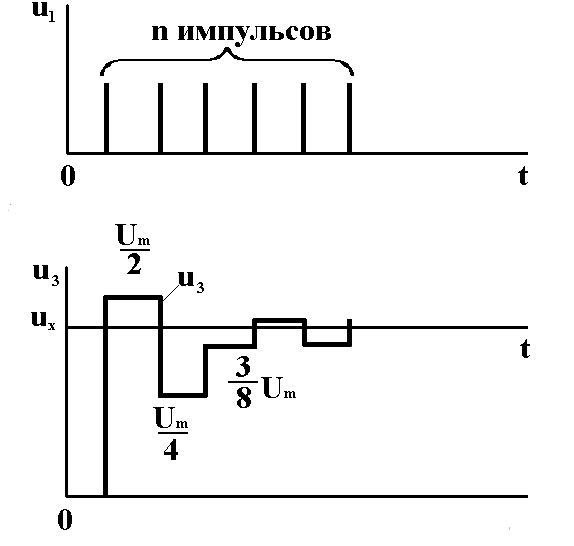 u₁
n импульсов
0
t
Uₘ/2
u₃
u₃
uₓ
t
3/8 Uₘ
Uₘ/4
0